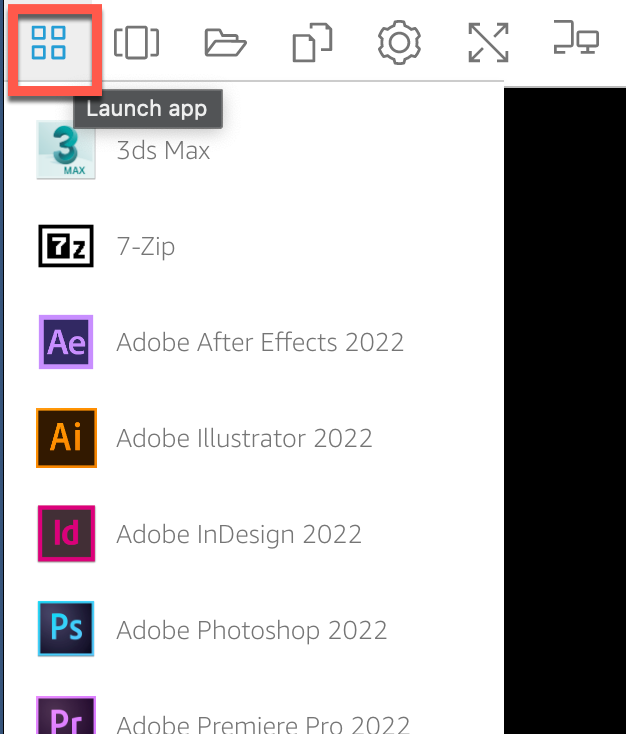 Launch app
3
MAX
3ds Max
7z
7-Zip
Ae
Adobe After Effects 2022
Ai
Adobe Illustrator 2022
Id
Adobe InDesign 2022
Ps
Adobe Photoshop 2022
Pr
Adobe Premiere Pro 2022